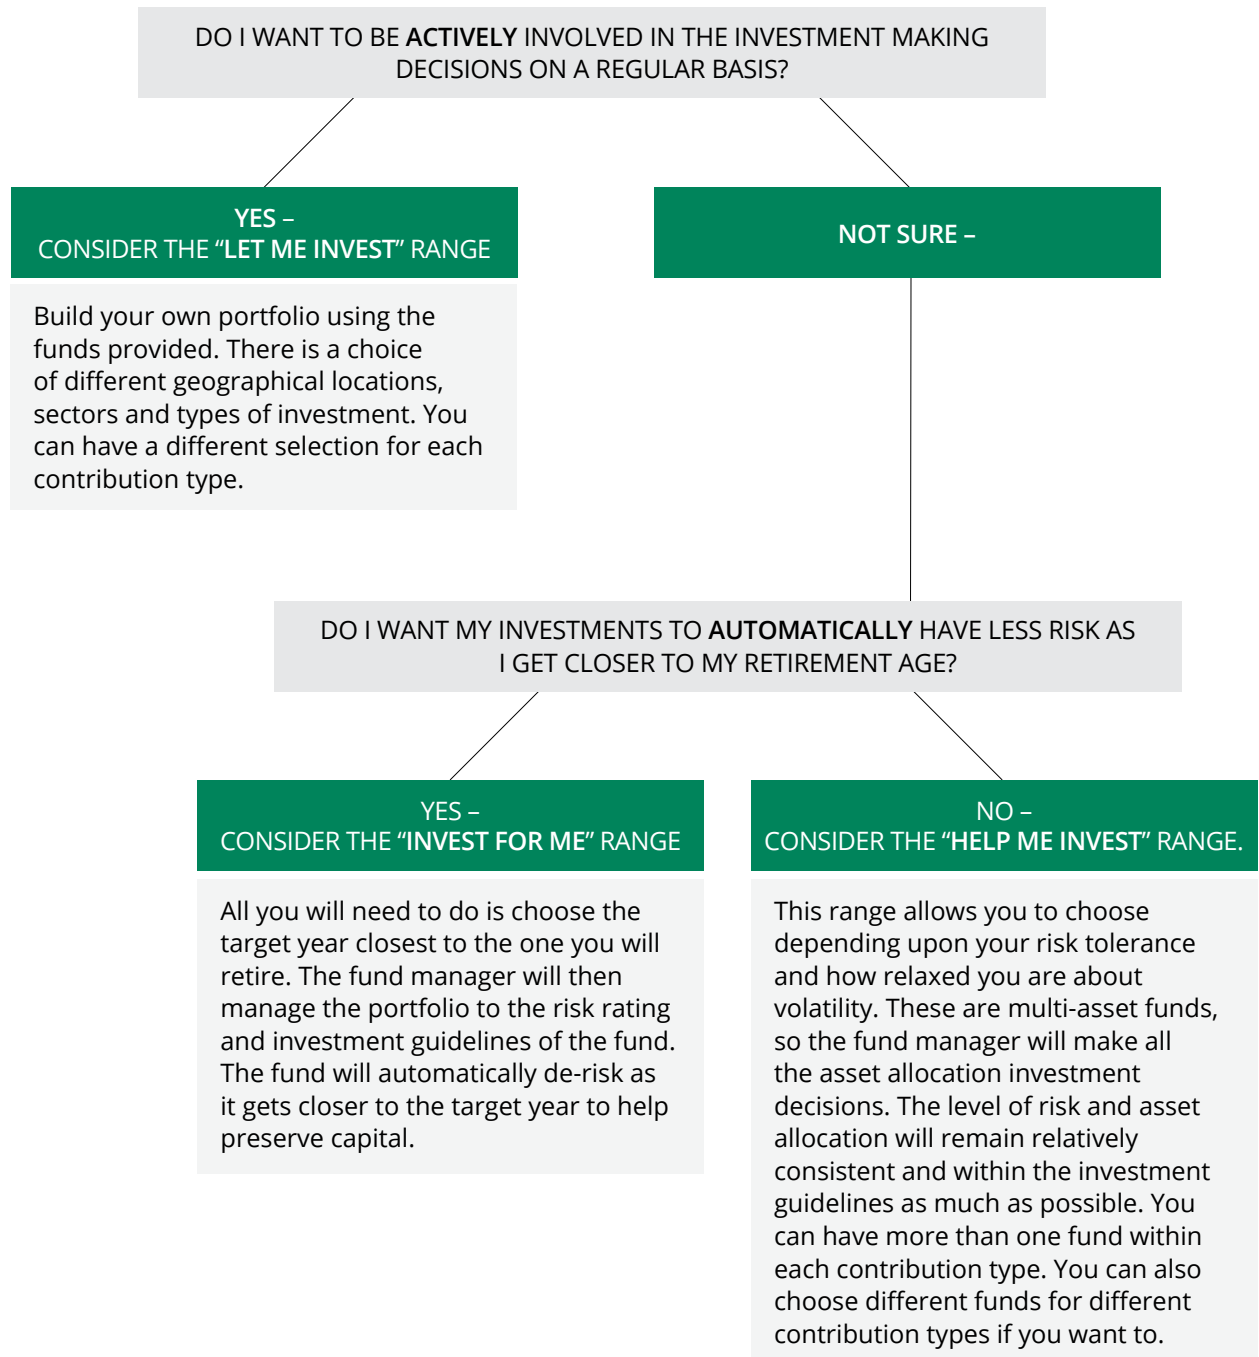 DO I WANT TO BE ACTIVELY INVOLVED IN THE INVESTMENT MAKING
DECISIONS ON A REGULAR BASIS?
YES –
CONSIDER THE “LET ME INVEST” RANGE
Build your own portfolio using the
funds provided. There is a choice
of different geographical locations,
sectors and types of investment. You
can have a different selection for each
contribution type.
NOT SURE –
DO I WANT MY INVESTMENTS TO AUTOMATICALLY HAVE LESS RISK AS
I GET CLOSER TO MY RETIREMENT AGE?
YES –
CONSIDER THE “INVEST FOR ME” RANGE
All you will need to do is choose the
target year closest to the one you will
retire. The fund manager will then
manage the portfolio to the risk rating
and investment guidelines of the fund.
The fund will automatically de-risk as
it gets closer to the target year to help
preserve capital.
NO –
CONSIDER THE “HELP ME INVEST” RANGE.
This range allows you to choose
depending upon your risk tolerance
and how relaxed you are about
volatility. These are multi-asset funds,
so the fund manager will make all
the asset allocation investment
decisions. The level of risk and asset
allocation will remain relatively
consistent and within the investment
guidelines as much as possible. You
can have more than one fund within
each contribution type. You can also
choose different funds for different
contribution types if you want to.